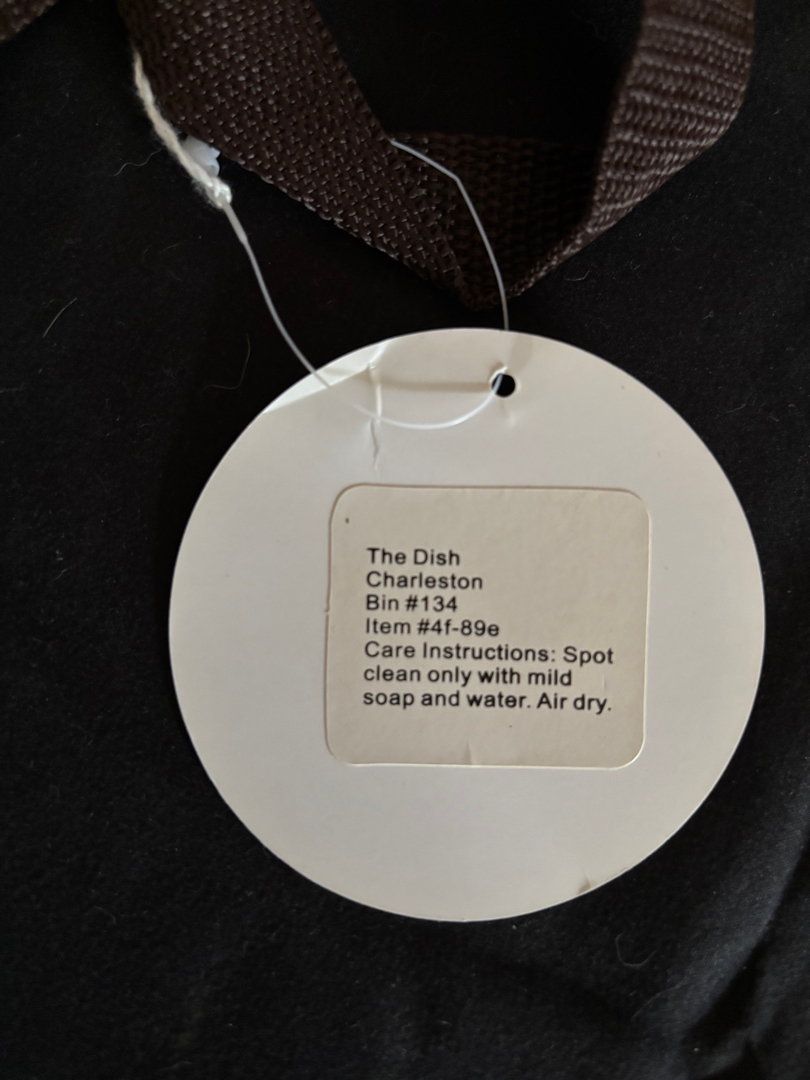 The Dish
Charleston
Bin #134
Item #4f-89e
Care Instructions: Spot
clean only with mild
soap and water. Air dry.